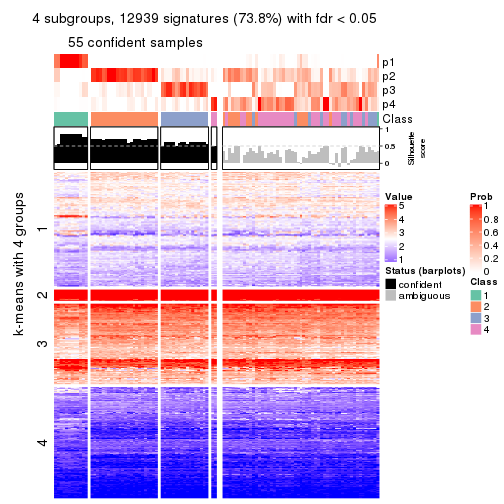 4 subgroups, 12939 signatures (73.8%) with fdr < 0.05
55 confident samples
p1
p2
p3
p4
Class
1
0.5
0
Silhouette
score
k-means with 4 groups
1
2
3
4
Value
5
4
3
2
1
Status (barplots)
confident
ambiguous
Prob
1
0.8
0.6
0.4
0.2
0
Class
1
2
3
4